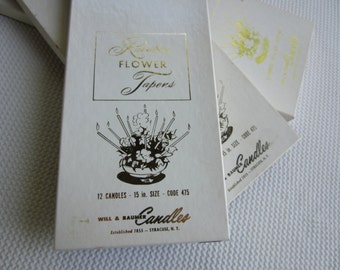 FLOWER
Tapers
12 CANDLES - 15 in. SIZE - CODE 475
WILL & BAUMER Candles
Established 1855 - SYRACUSE, N. Y.
Candles